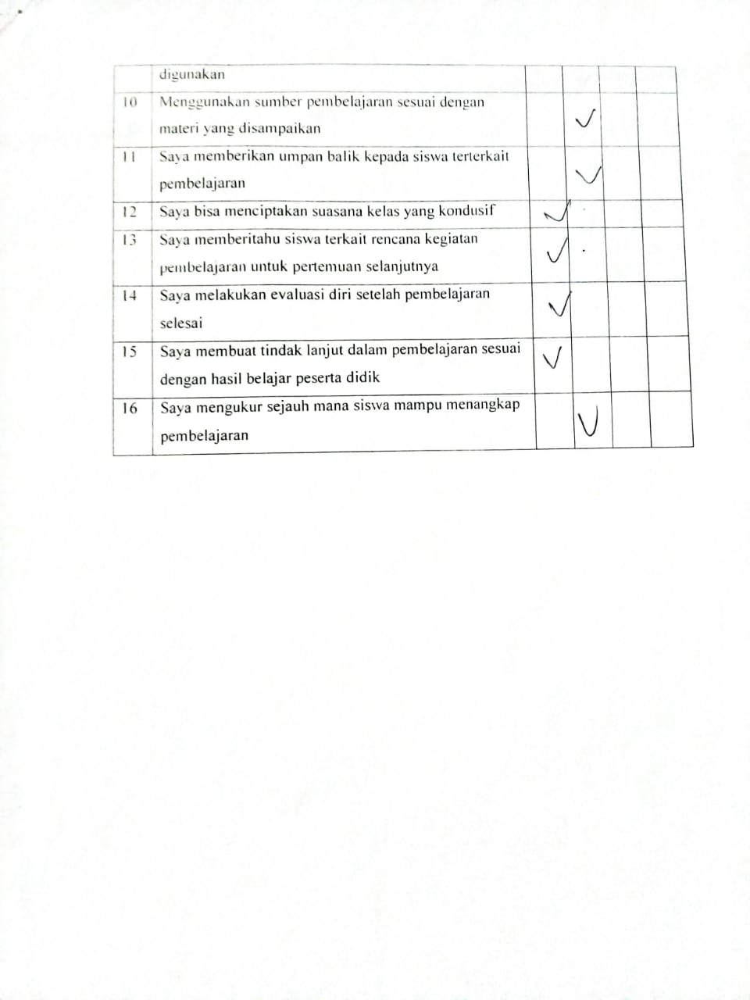 digunakan
10 Menggunakan sumber pembelajaran sesuai dengan
materi yang disampaikan
11 Saya memberikan umpan balik kepada siswa terterkait
pembelajaran
12 Saya bisa menciptakan suasana kelas yang kondusif
13 Saya memberitahu siswa terkait rencana kegiatan
pembelajaran untuk pertemuan selanjutnya
14 Saya melakukan evaluasi diri setelah pembelajaran
selesai
15 Saya membuat tindak lanjut dalam pembelajaran sesuai
dengan hasil belajar peserta didik
16 Saya mengukur sejauh mana siswa mampu menangkap
pembelajaran